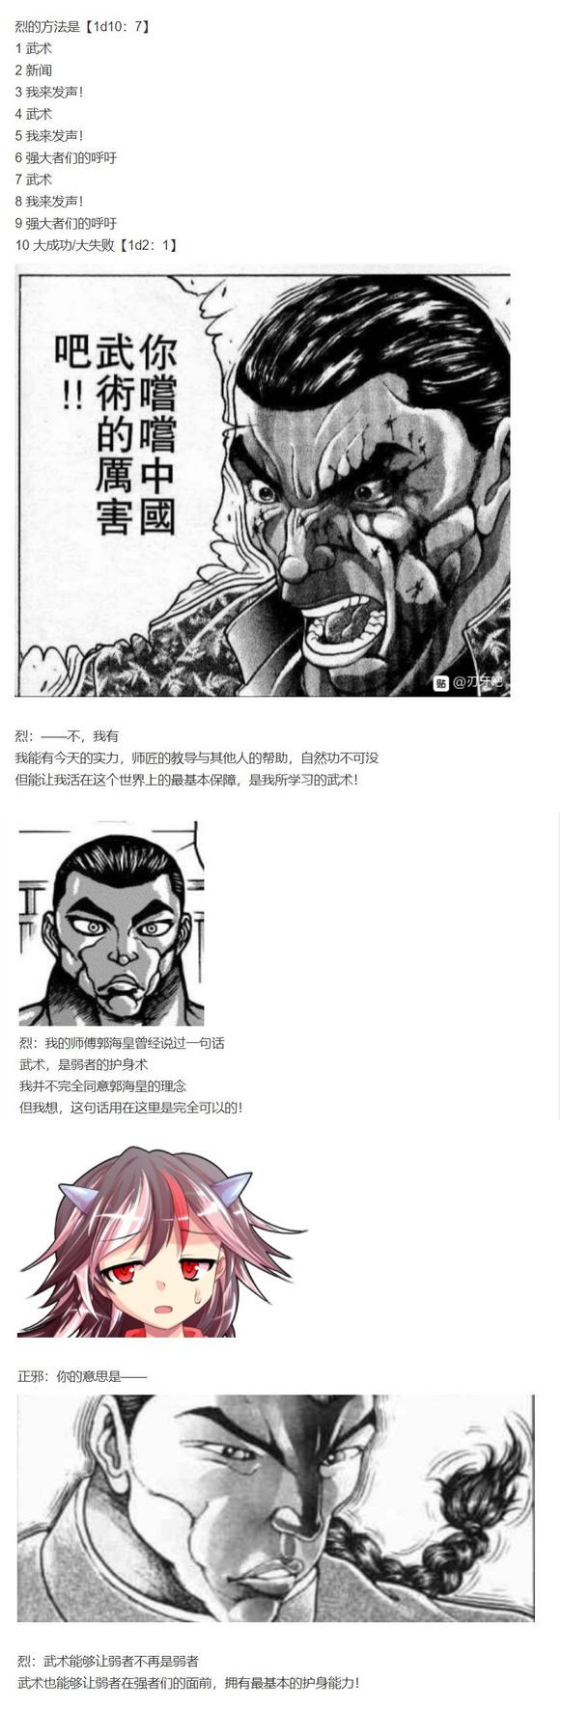 烈的方法是【1d10：7】
1 武术
2 新闻
3 我来发声！
4 武术
5 我来发声！
6 强大者们的呼吁
7 武术
8 我来发声！
9 强大者们的呼吁
10 大成功/大失败【1d2：1】
你嚐嚐中國
武術的厲害
吧!!
贴 @刃牙吧
烈：——不，我有
我能有今天的实力，师匠的教导与其他人的帮助，自然功不可没
但能让我活在这个世界上的最基本保障，是我所学习的武术！
烈：我的师傅郭海皇曾经说过一句话
武术，是弱者的护身术
我并不完全同意郭海皇的理念
但我想，这句话用在这里是完全可以的！
正邪：你的意思是——
烈：武术能够让弱者不再是弱者
武术也能够让弱者在强者们的面前，拥有最基本的护身能力！